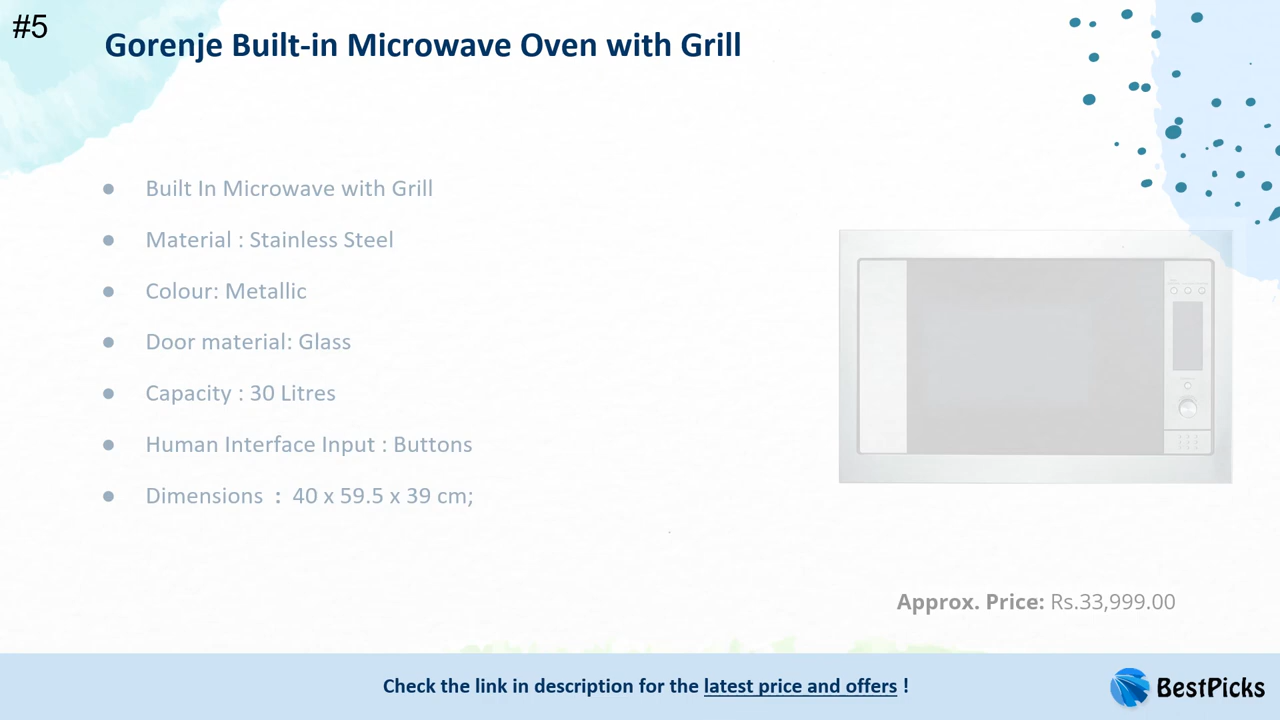 #5
Gorenje Built-in Microwave Oven with Grill
● Built In Microwave with Grill
● Material : Stainless Steel
● Colour: Metallic
● Door material: Glass
● Capacity : 30 Litres
● Human Interface Input : Buttons
● Dimensions : 40 x 59.5 x 39 cm;
Approx. Price: Rs.33,999.00
Check the link in description for the latest price and offers !
BestPicks